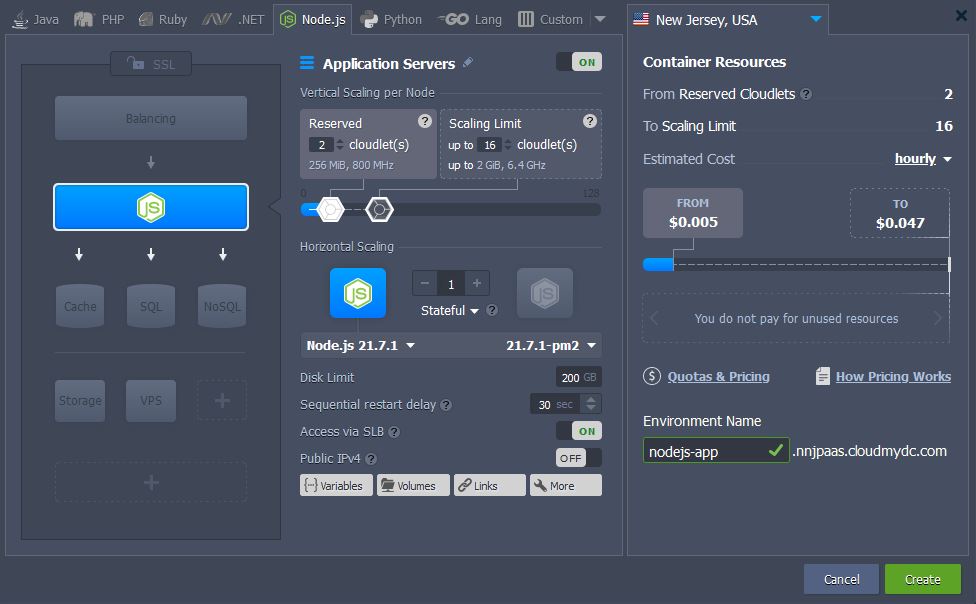 Java PHP Ruby .NET Node.js Python Lang Custom
New Jersey, USA
SSL
Balancing
Cache SQL NoSQL
Storage VPS
Application Servers ON
Vertical Scaling per Node
Reserved
2 cloudlet(s)
256 MiB, 800 MHz
Scaling Limit
up to 16 cloudlet(s)
up to 2 GiB, 6.4 GHz
0 128
Horizontal Scaling
1
Stateful
Node.js 21.7.1 21.7.1-pm2
Disk Limit 200 GB
Sequential restart delay 30 sec
Access via SLB ON
Public IPv4 OFF
Variables Volumes Links More
Container Resources
From Reserved Cloudlets 2
To Scaling Limit 16
Estimated Cost hourly
FROM
$0.005
TO
$0.047
You do not pay for unused resources
Quotas & Pricing How Pricing Works
Environment Name
nodejs-app .nnjpaas.cloudmydc.com
Cancel Create